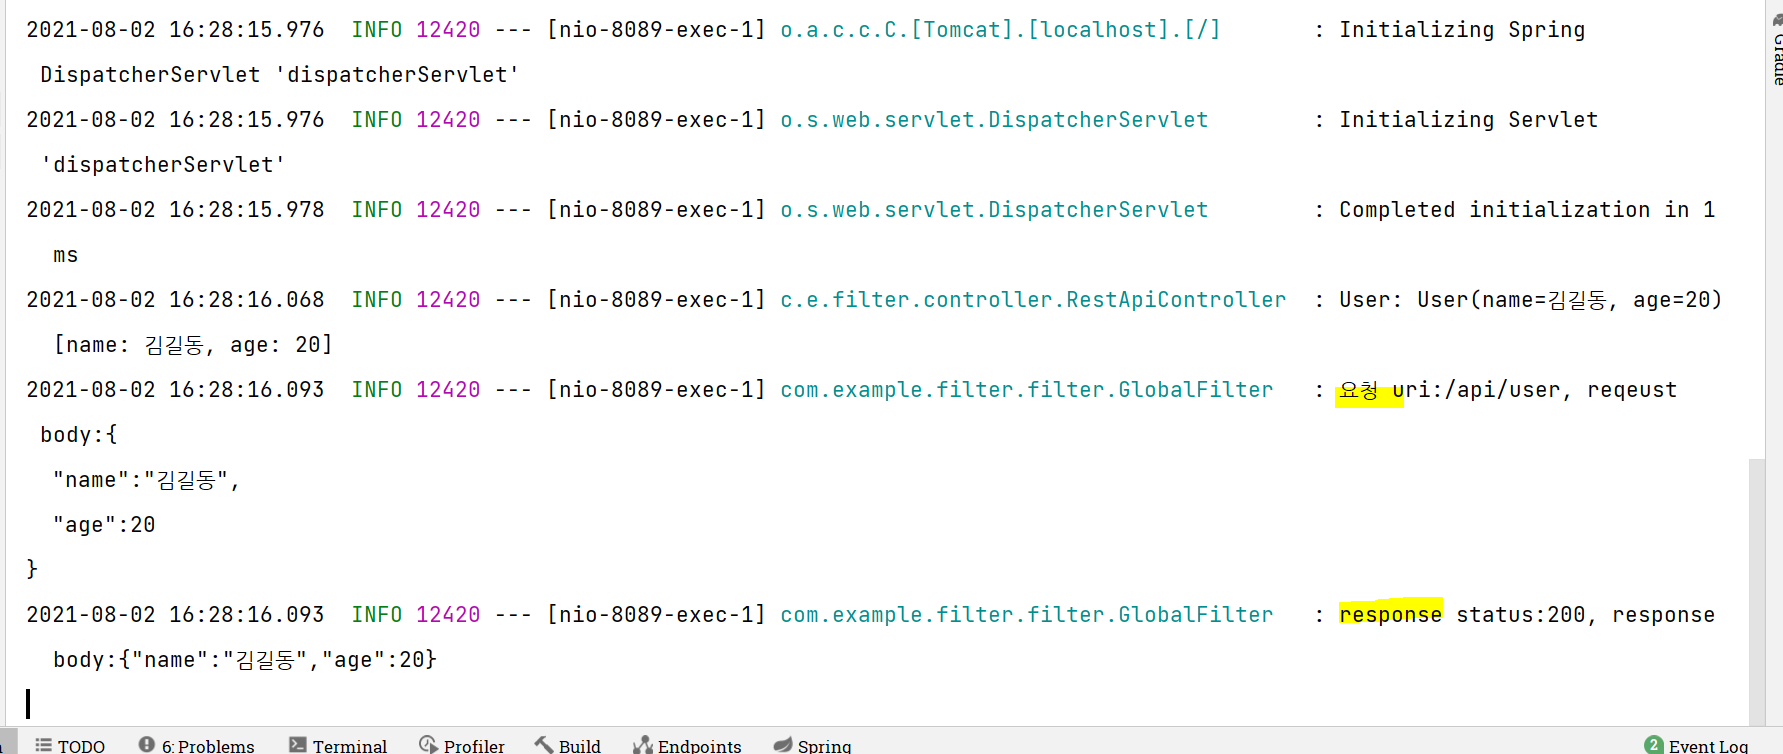 2021-08-02 16:28:15.976  INFO 12420 --- [nio-8089-exec-1] o.a.c.c.C.[Tomcat].[localhost].[/]       : Initializing Spring
DispatcherServlet 'dispatcherServlet'
2021-08-02 16:28:15.976  INFO 12420 --- [nio-8089-exec-1] o.s.web.servlet.DispatcherServlet        : Initializing Servlet
'dispatcherServlet'
2021-08-02 16:28:15.978  INFO 12420 --- [nio-8089-exec-1] o.s.web.servlet.DispatcherServlet        : Completed initialization in 1
ms
2021-08-02 16:28:16.068  INFO 12420 --- [nio-8089-exec-1] c.e.filter.controller.RestApiController  : User: User(name=김길동, age=20)
[name: 김길동, age: 20]
2021-08-02 16:28:16.093  INFO 12420 --- [nio-8089-exec-1] com.example.filter.filter.GlobalFilter   : 요청 uri:/api/user, reqeust
body:{
"name":"김길동",
"age":20
}
2021-08-02 16:28:16.093  INFO 12420 --- [nio-8089-exec-1] com.example.filter.filter.GlobalFilter   : response status:200, response
body:{"name":"김길동","age":20}
Gradle
TODO 6: Problems Terminal Profiler Build Endpoints Spring 2 Event Log